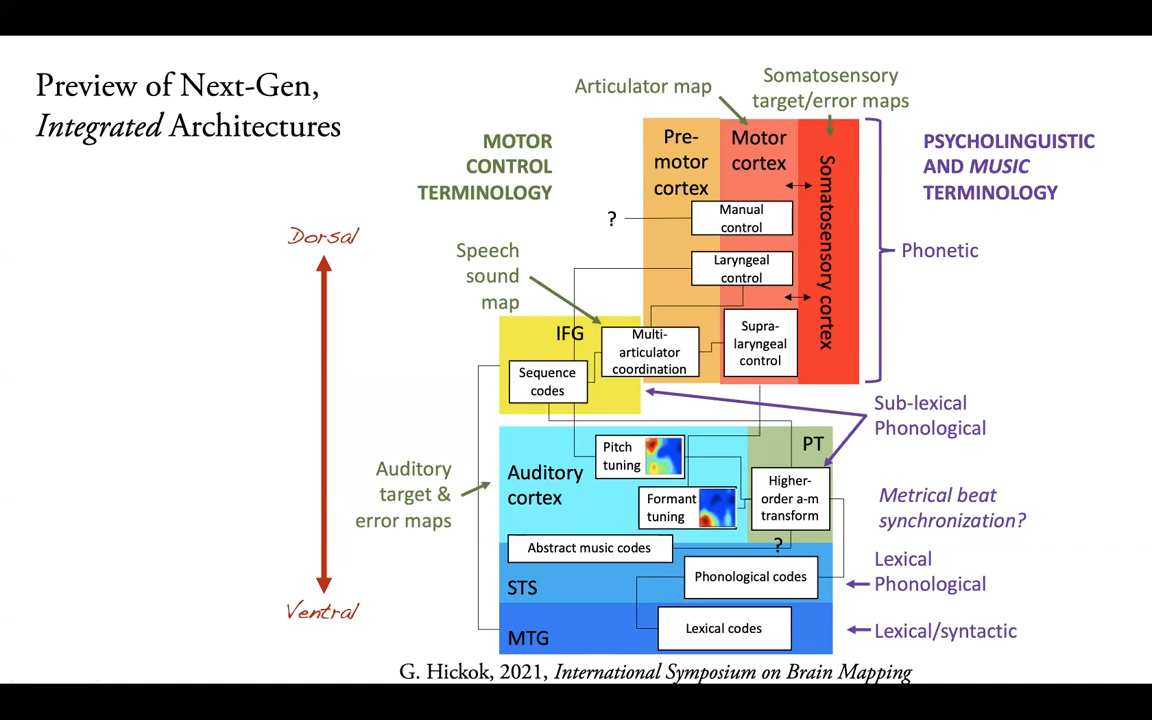 Preview of Next-Gen,
Integrated Architectures
Articulator map
Somatosensory
target/error maps
MOTOR
CONTROL
TERMINOLOGY
Pre-
motor
cortex
Motor
cortex
Somatosensory cortex
PSYCHOLINGUISTIC
AND MUSIC
TERMINOLOGY
?
Manual
control
Dorsal
Speech
sound
map
Laryngeal
control
Phonetic
IFG
Multi-
articulator
coordination
Supra-
laryngeal
control
Sequence
codes
Sub-lexical
Phonological
PT
Pitch
tuning
Auditory
cortex
Auditory
target &
error maps
Formant
tuning
Higher-
order a-m
transform
Metrical beat
synchronization?
Abstract music codes
?
Lexical
Phonological
STS
Phonological codes
Ventral
MTG
Lexical codes
Lexical/syntactic
G. Hickok, 2021, International Symposium on Brain Mapping